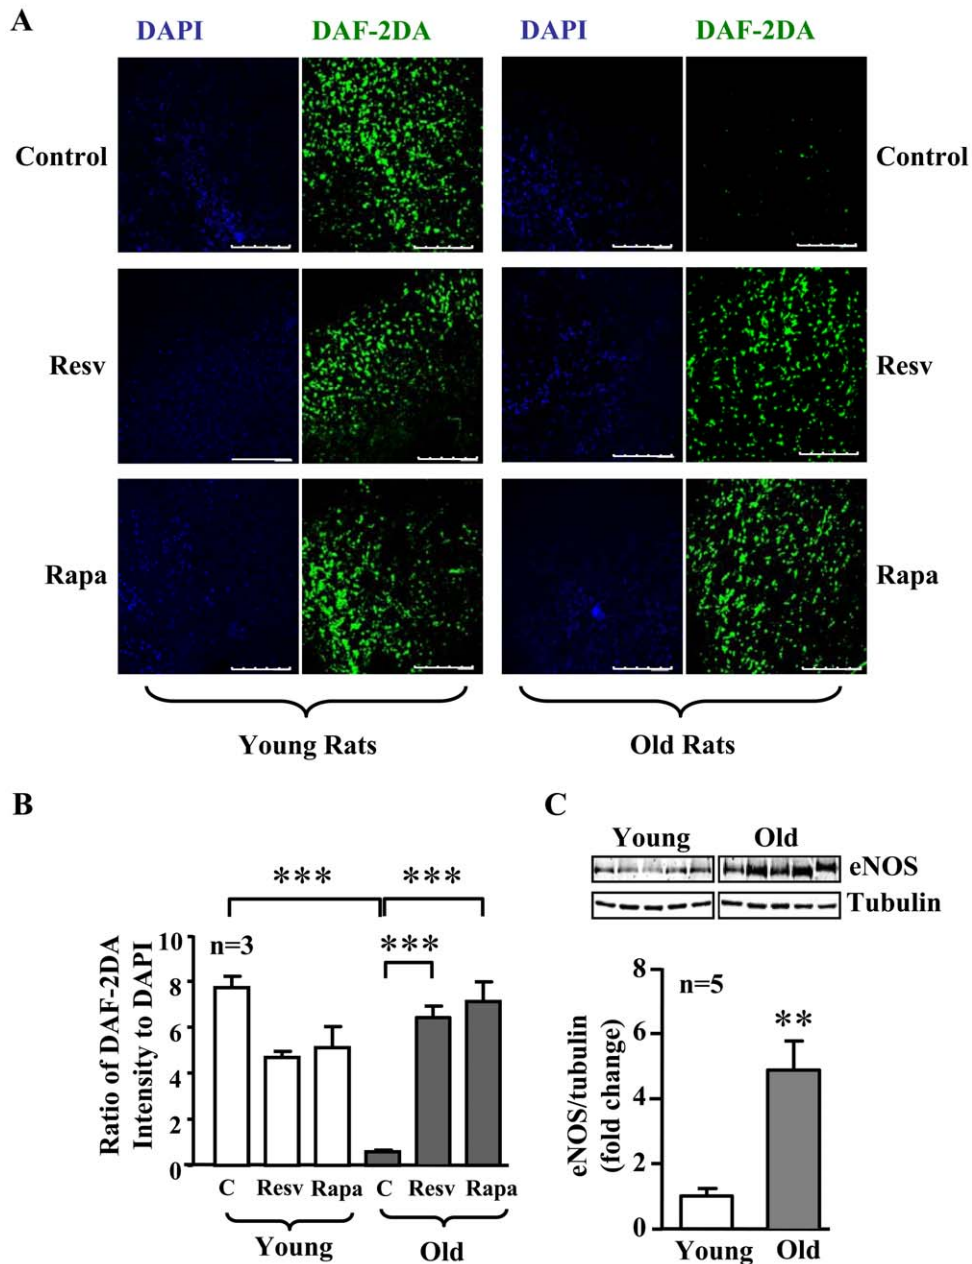 A
DAPI DAF-2DA DAPI DAF-2DA
Control Control
Resv Resv
Rapa Rapa
Young Rats Old Rats
B
*** ***
***
Ratio of DAF-2DA
Intensity to DAPI
10
8
6
4
2
0
n=3
C Resv Rapa C Resv Rapa
Young Old
C
Young Old
eNOS
Tubulin
eNOS/tubulin
(fold change)
8
6
4
2
0
n=5
**
Young Old